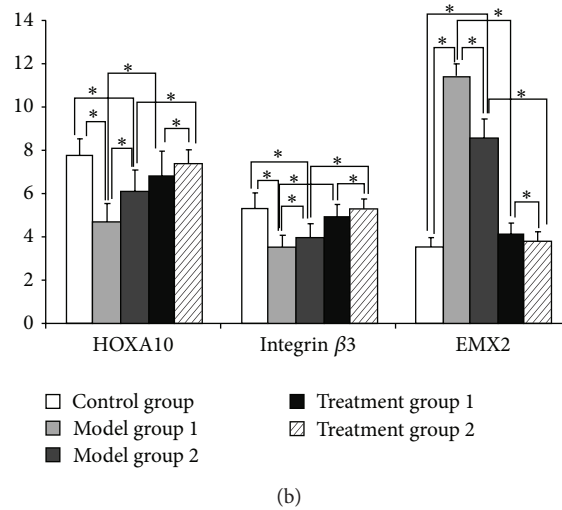 14
12
10
8
6
4
2
0
* * * * * *
* * * * * *
* * * * * *
HOXA10 Integrin β3 EMX2
Control group Treatment group 1
Model group 1 Treatment group 2
Model group 2
(b)